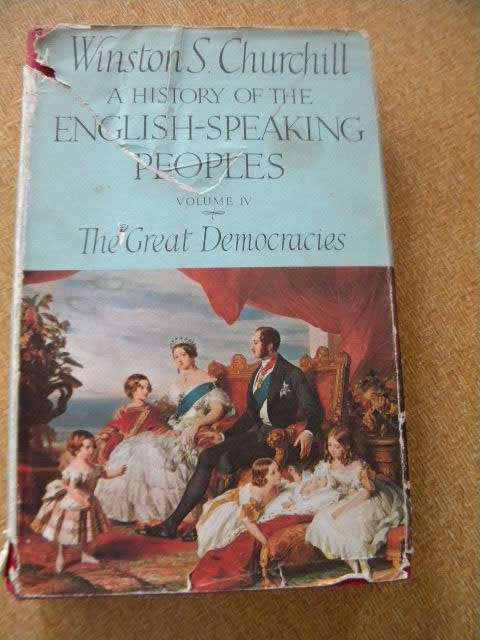 Winston S. Churchill
A HISTORY OF THE
ENGLISH-SPEAKING
PEOPLES
VOLUME IV
The Great Democracies